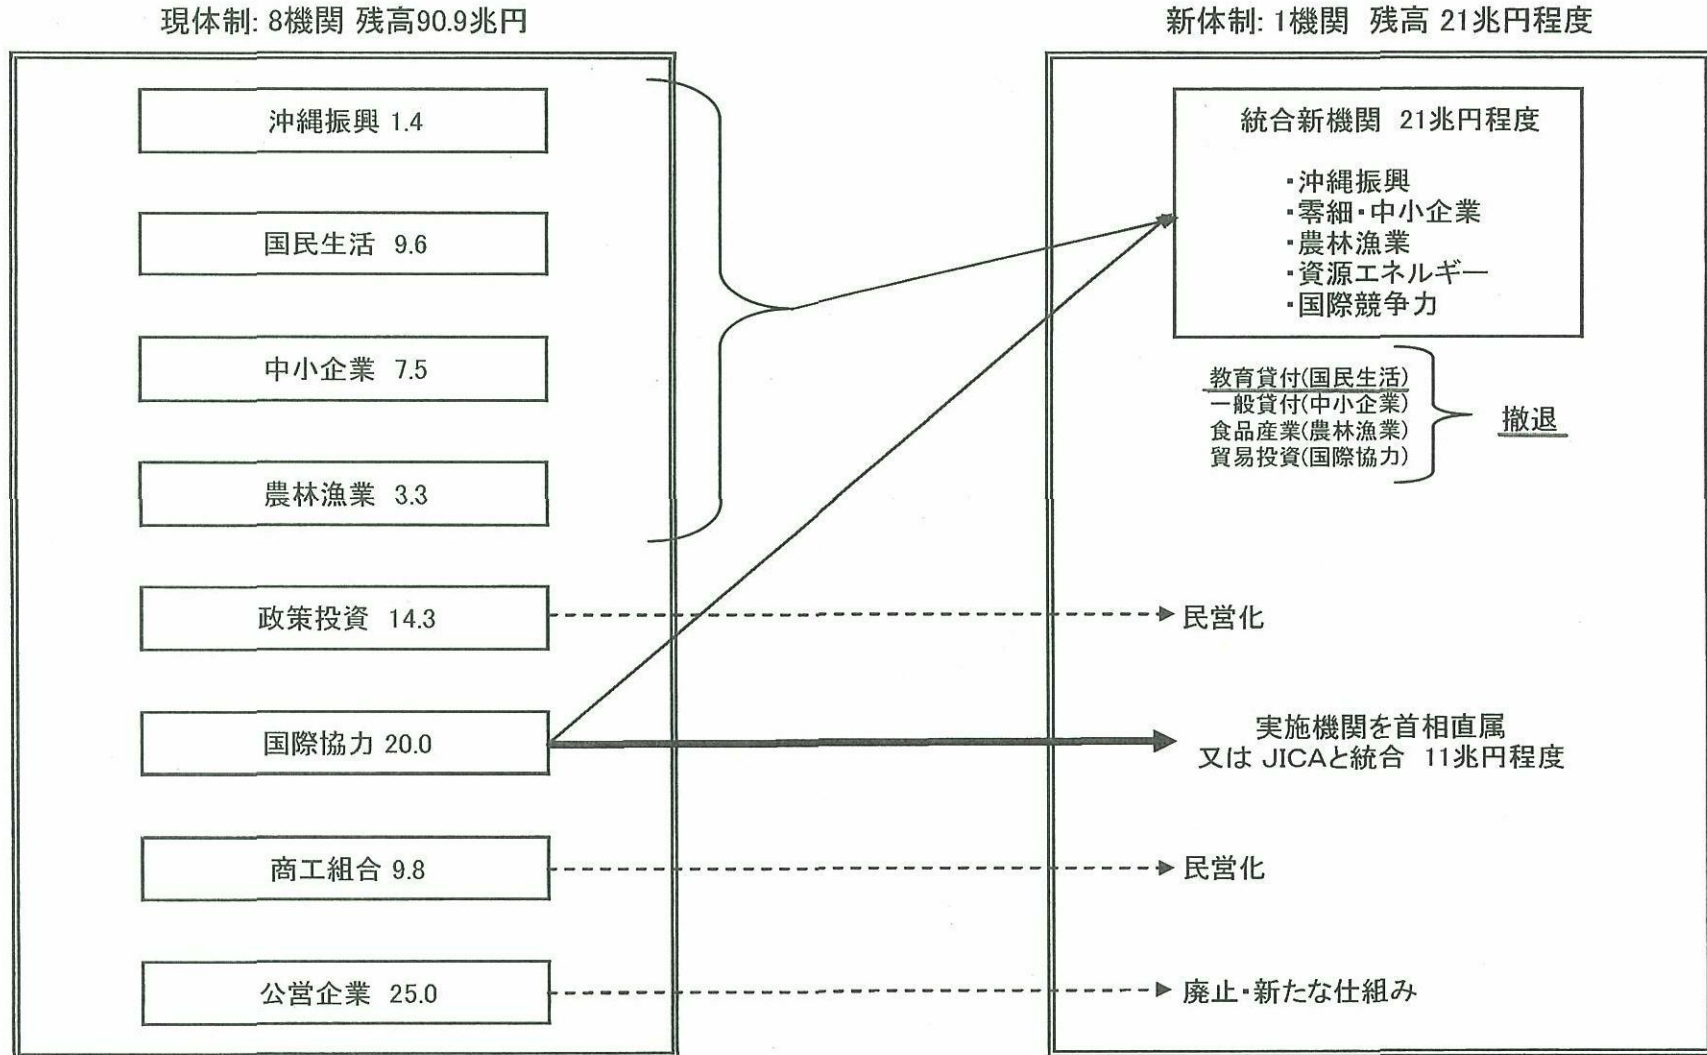 現体制: 8機関 残高90.9兆円
新体制: 1機関 残高 21兆円程度
沖縄振興 1.4
国民生活 9.6
中小企業 7.5
農林漁業 3.3
政策投資 14.3
国際協力 20.0
商工組合 9.8
公営企業 25.0
統合新機関 21兆円程度
・沖縄振興
・零細・中小企業
・農林漁業
・資源エネルギー
・国際競争力
教育貸付(国民生活)
一般貸付(中小企業)
食品産業(農林漁業)
貿易投資(国際協力)
撤退
民営化
実施機関を首相直属
又は JICAと統合 11兆円程度
民営化
廃止・新たな仕組み